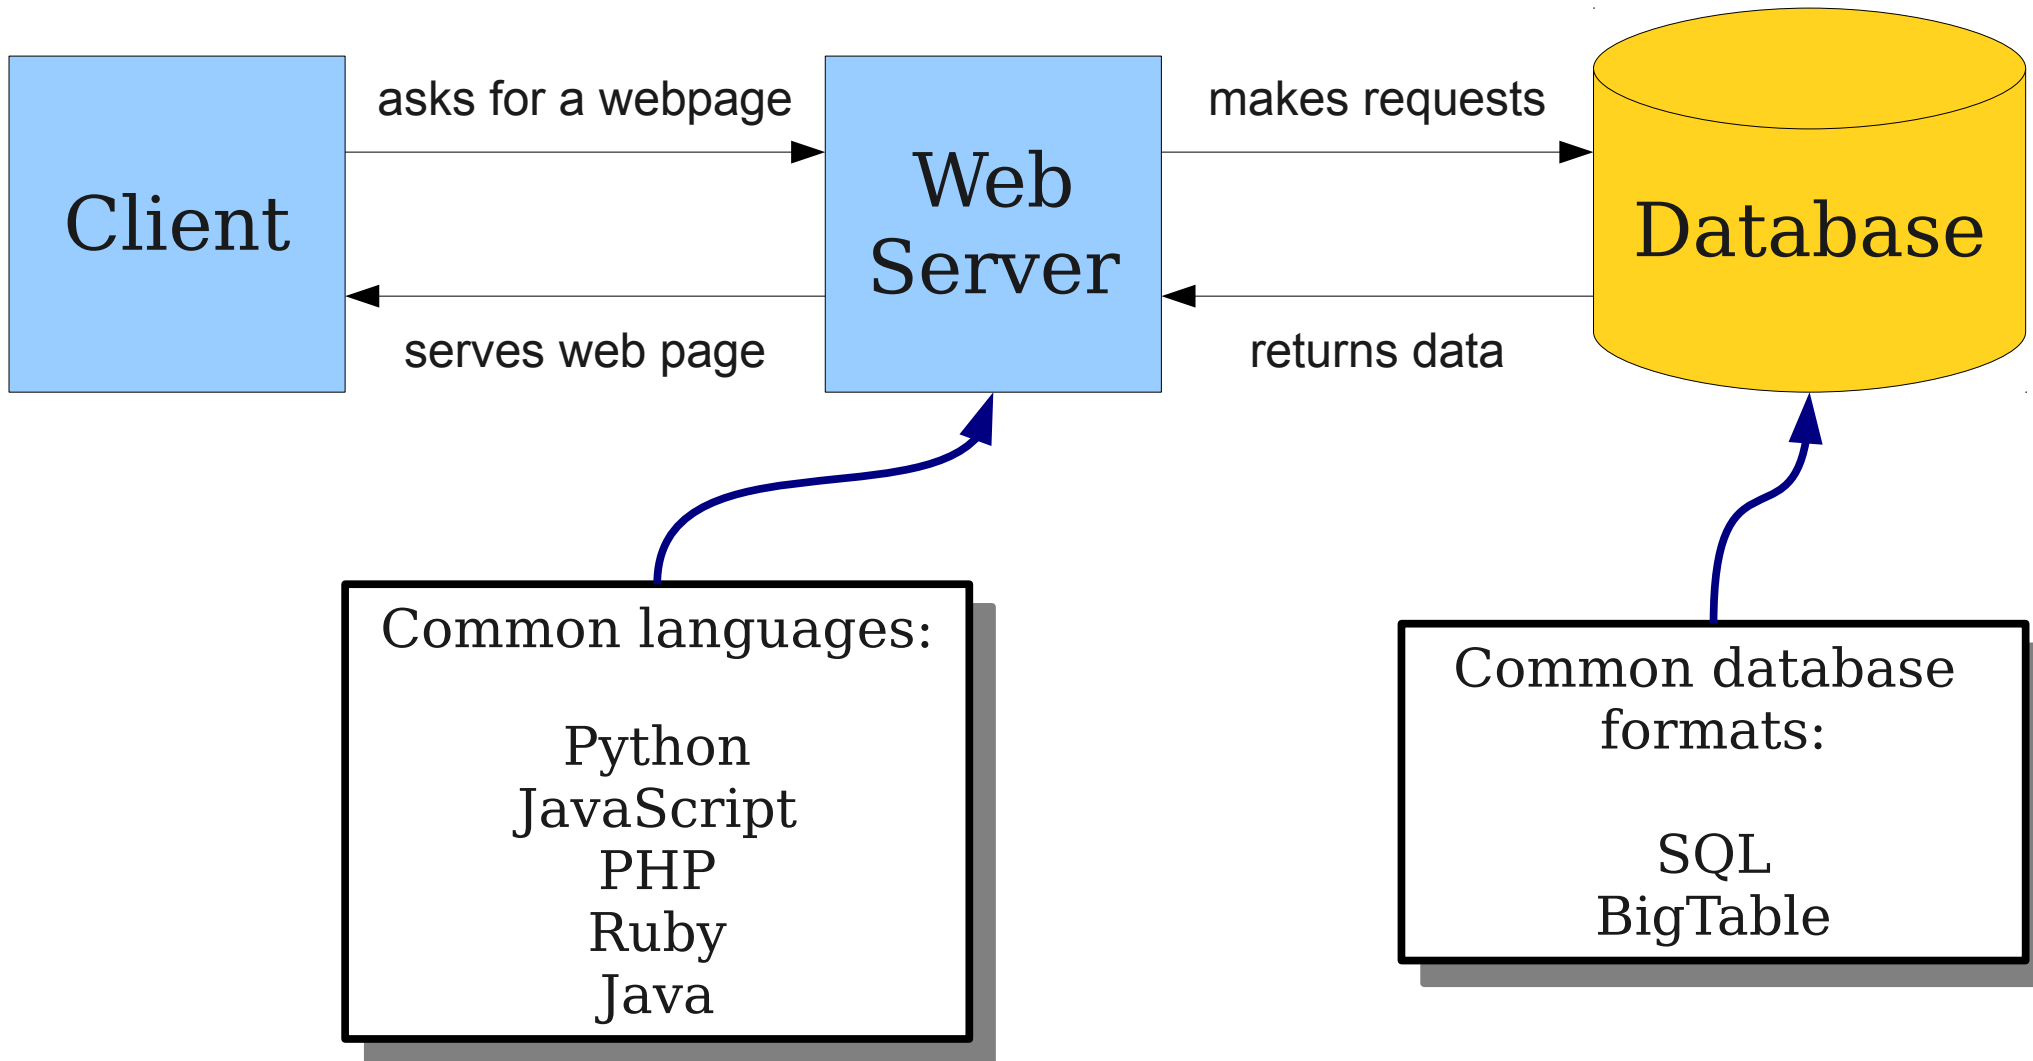 asks for a webpage
makes requests
Client
Web
Server
Database
serves web page
returns data
Common languages:
Python
JavaScript
PHP
Ruby
Java
Common database
formats:
SQL
BigTable